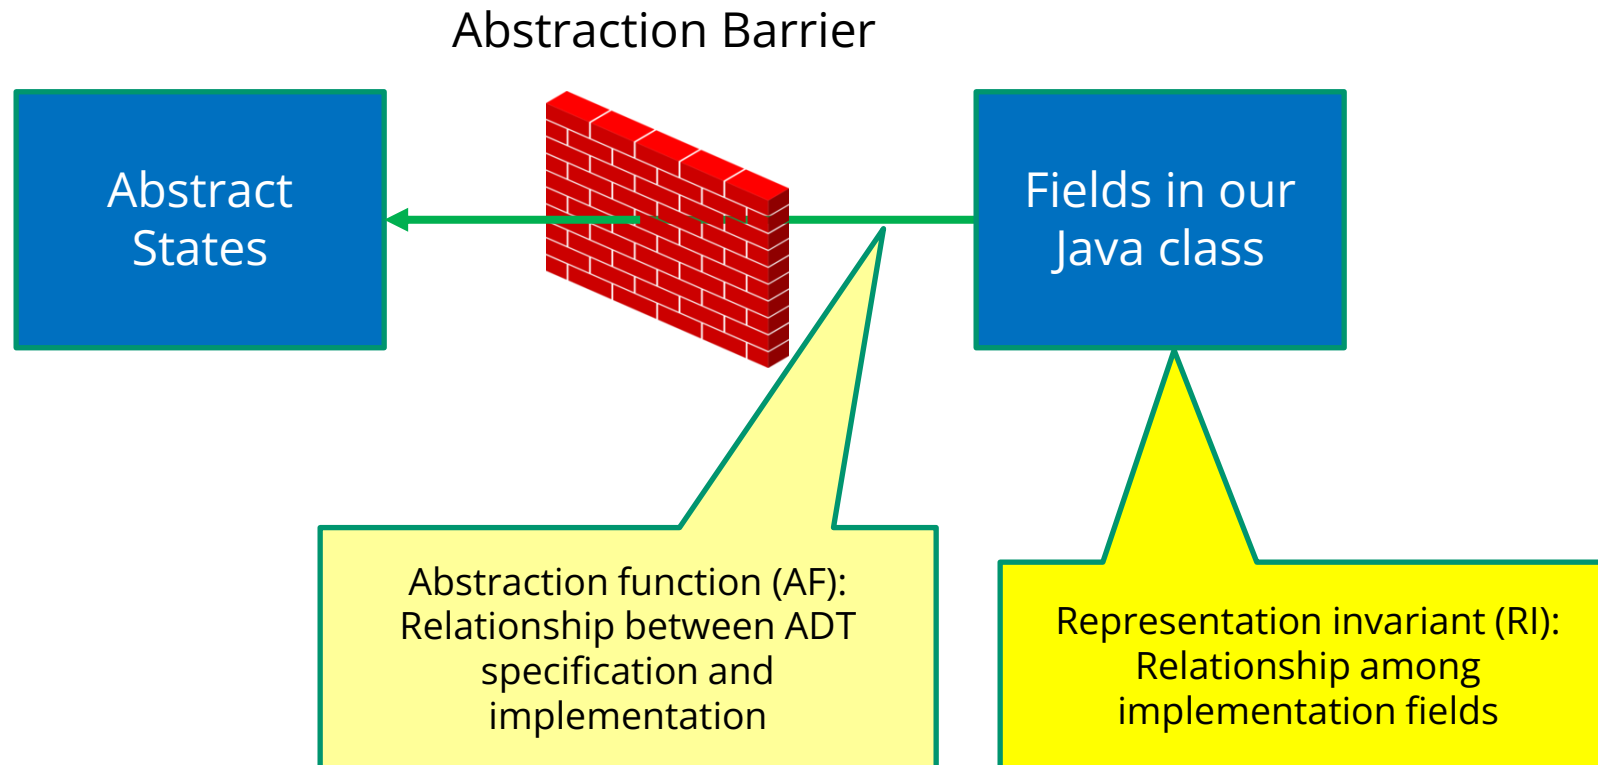 Abstraction Barrier
Abstract
States
Fields in our
Java class
Abstraction function (AF):
Relationship between ADT
specification and
implementation
Representation invariant (RI):
Relationship among
implementation fields